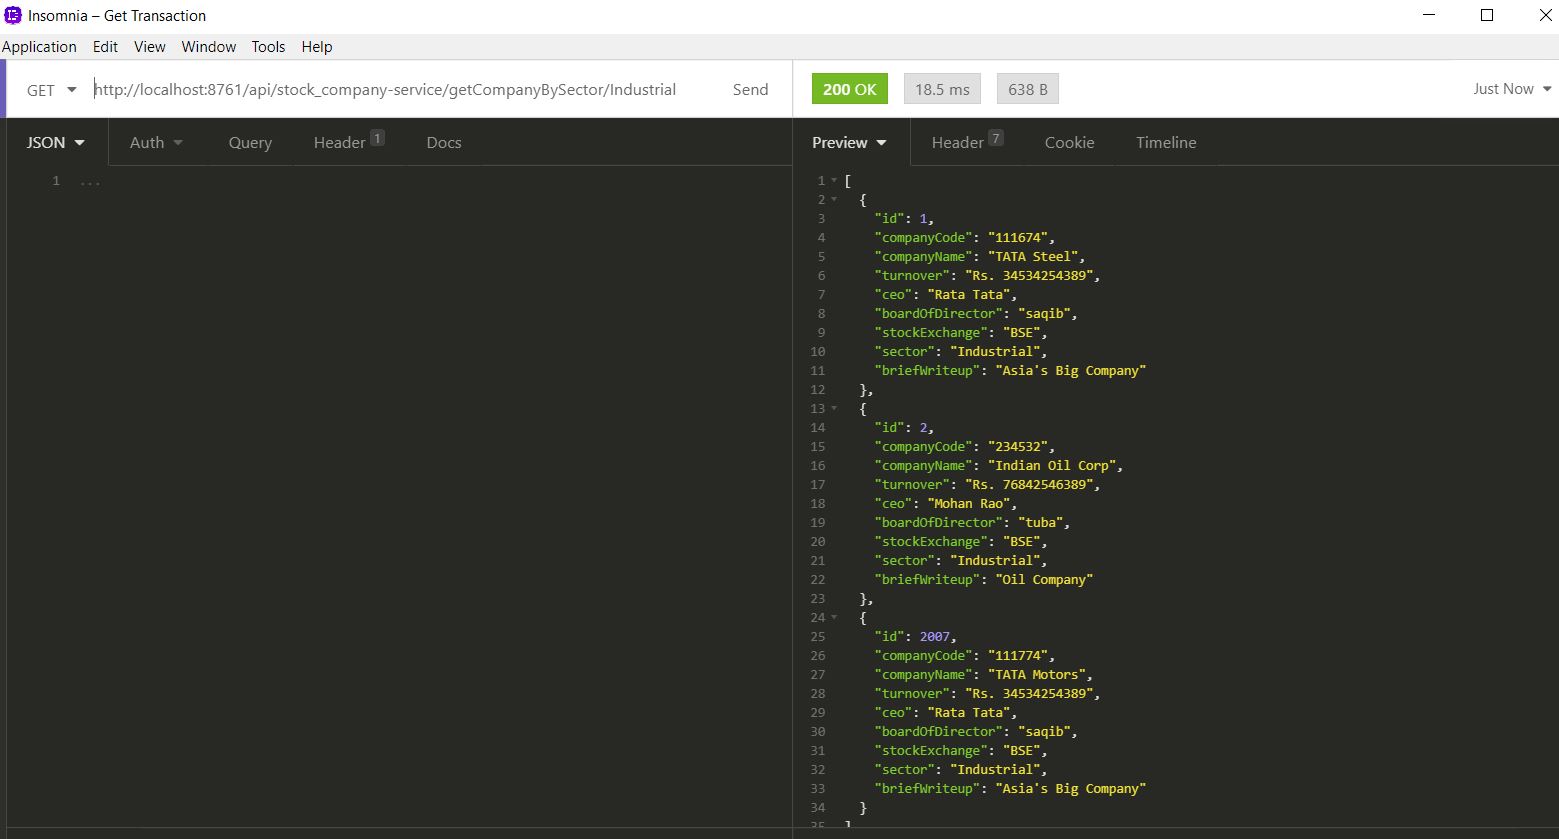 Insomnia – Get Transaction
Application Edit View Window Tools Help
GET http://localhost:8761/api/stock_company-service/getCompanyBySector/Industrial Send
200 OK 18.5 ms 638 B Just Now
JSON Auth Query Header 1 Docs
Preview Header 7 Cookie Timeline
1 ...
1 [
2 {
3 "id": 1,
4 "companyCode": "111674",
5 "companyName": "TATA Steel",
6 "turnover": "Rs. 34534254389",
7 "ceo": "Rata Tata",
8 "boardOfDirector": "saqib",
9 "stockExchange": "BSE",
10 "sector": "Industrial",
11 "briefWriteup": "Asia's Big Company"
12 },
13 {
14 "id": 2,
15 "companyCode": "234532",
16 "companyName": "Indian Oil Corp",
17 "turnover": "Rs. 76842546389",
18 "ceo": "Mohan Rao",
19 "boardOfDirector": "tuba",
20 "stockExchange": "BSE",
21 "sector": "Industrial",
22 "briefWriteup": "Oil Company"
23 },
24 {
25 "id": 2007,
26 "companyCode": "111774",
27 "companyName": "TATA Motors",
28 "turnover": "Rs. 34534254389",
29 "ceo": "Rata Tata",
30 "boardOfDirector": "saqib",
31 "stockExchange": "BSE",
32 "sector": "Industrial",
33 "briefWriteup": "Asia's Big Company"
34 }
35 ]